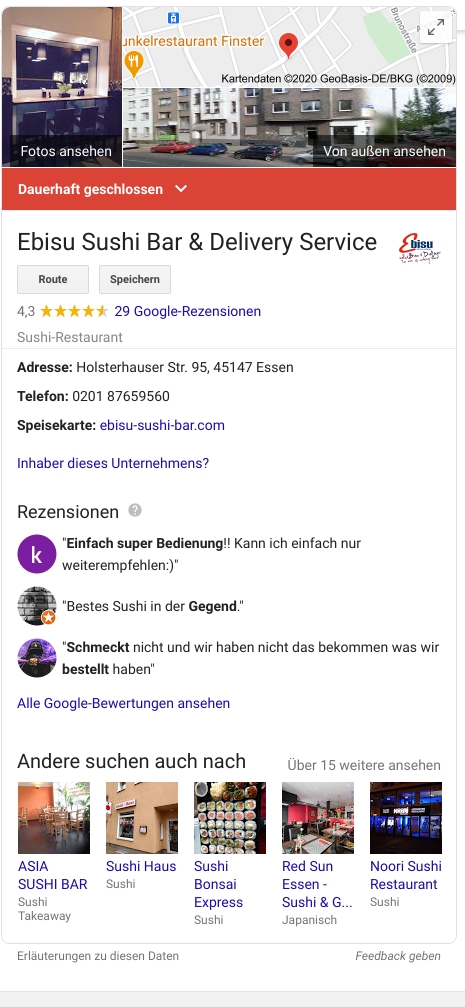 Brunostraße
unkelrestaurant Finster
Kartendaten ©2020 GeoBasis-DE/BKG (©2009)
Fotos ansehen
Von außen ansehen
Dauerhaft geschlossen
Ebisu Sushi Bar & Delivery Service
Ebisu
Route
Speichern
4,3
29 Google-Rezensionen
Sushi-Restaurant
Adresse: Holsterhauser Str. 95, 45147 Essen
Telefon: 0201 87659560
Speisekarte: ebisu-sushi-bar.com
Inhaber dieses Unternehmens?
Rezensionen ?
k
"Einfach super Bedienung!! Kann ich einfach nur
weiterempfehlen:)"
"Bestes Sushi in der Gegend."
"Schmeckt nicht und wir haben nicht das bekommen was wir
bestellt haben"
Alle Google-Bewertungen ansehen
Andere suchen auch nach
Über 15 weitere ansehen
ASIA
SUSHI BAR
Sushi
Takeaway
Sushi Haus
Sushi
Sushi
Bonsai
Express
Sushi
Red Sun
Essen -
Sushi & G...
Japanisch
Noori Sushi
Restaurant
Sushi
Erläuterungen zu diesen Daten
Feedback geben